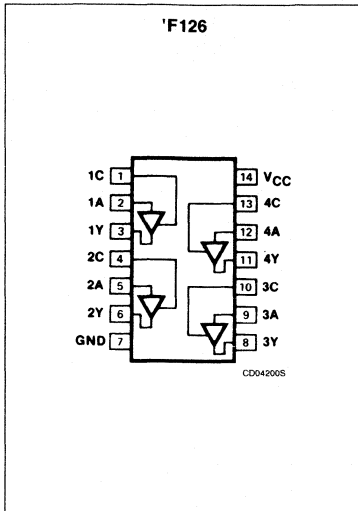 'F126
1C 1 14 VCC
1A 2 13 4C
1Y 3 12 4A
2C 4 11 4Y
2A 5 10 3C
2Y 6 9 3A
GND 7 8 3Y
CD04200S